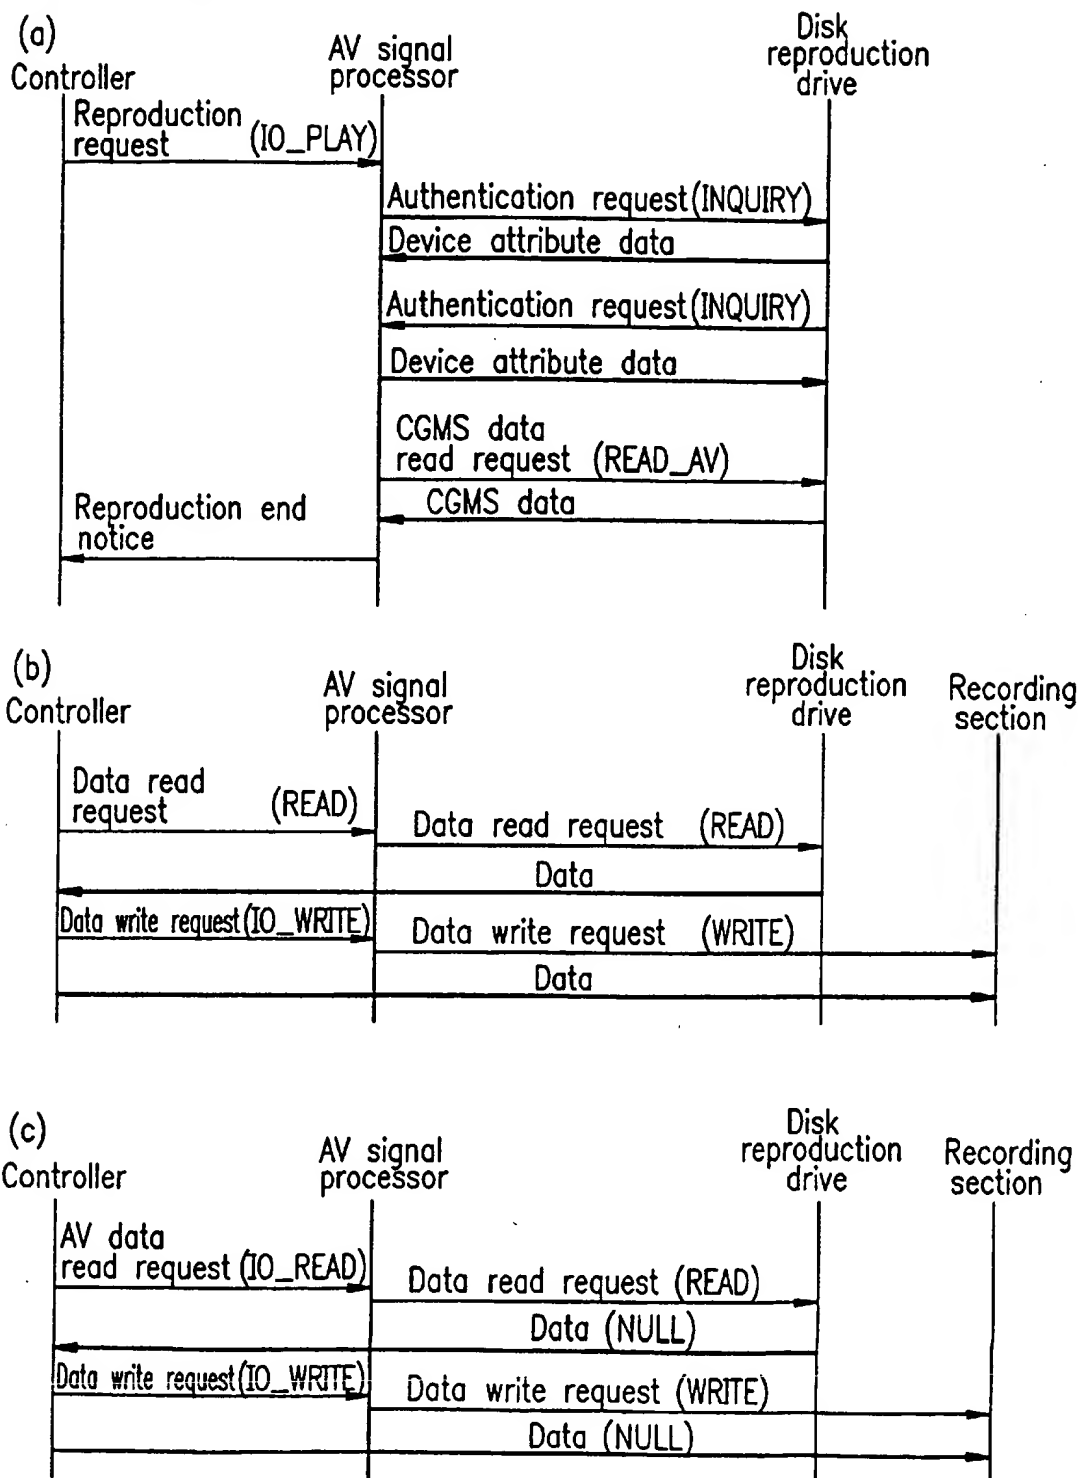 (a)
Controller
AV signal
processor
Disk
reproduction
drive
Reproduction
request (IO_PLAY)
Authentication request(INQUIRY)
Device attribute data
Authentication request(INQUIRY)
Device attribute data
CGMS data
read request (READ_AV)
CGMS data
Reproduction end
notice
(b)
Controller
AV signal
processor
Disk
reproduction
drive
Recording
section
Data read
request (READ)
Data read request (READ)
Data
Data write request(IO_WRITE)
Data write request (WRITE)
Data
(c)
Controller
AV signal
processor
Disk
reproduction
drive
Recording
section
AV data
read request(IO_READ)
Data read request (READ)
Data (NULL)
Data write request(IO_WRITE)
Data write request (WRITE)
Data (NULL)